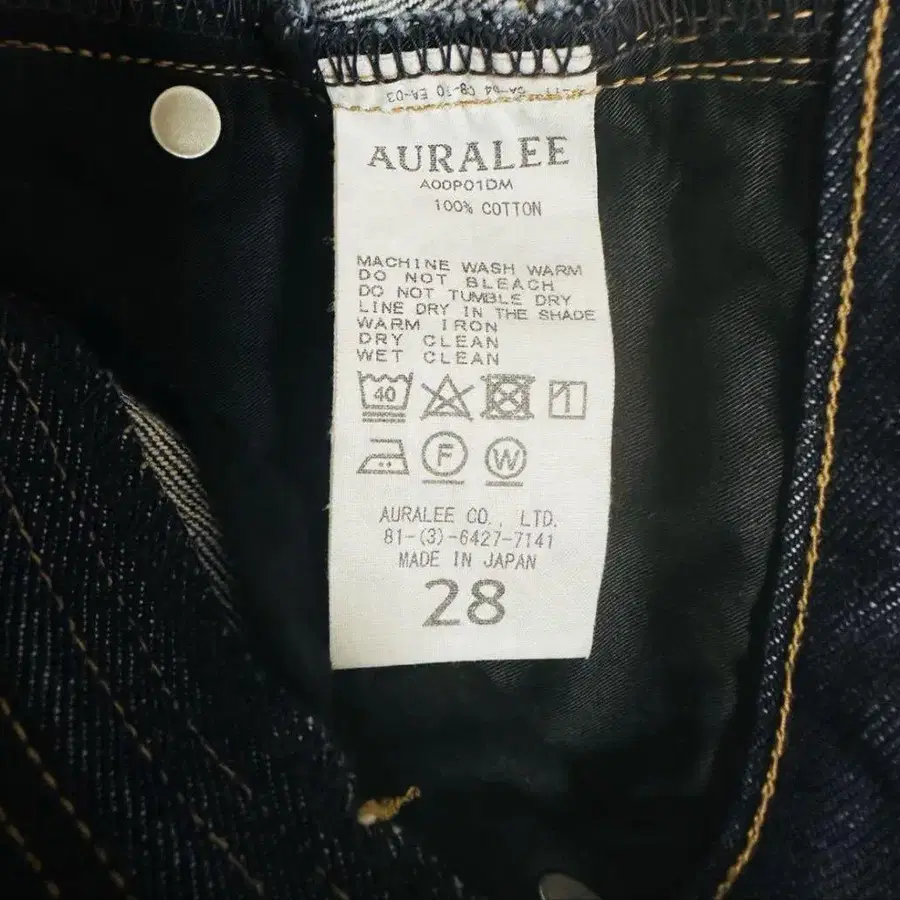 AURALEE
A00P01DM
100% COTTON
MACHINE WASH WARM
DO NOT BLEACH
DO NOT TUMBLE DRY
LINE DRY IN THE SHADE
WARM IRON
DRY CLEAN
WET CLEAN
40
F W
AURALEE CO., LTD.
81-(3)-6427-7141
MADE IN JAPAN
28